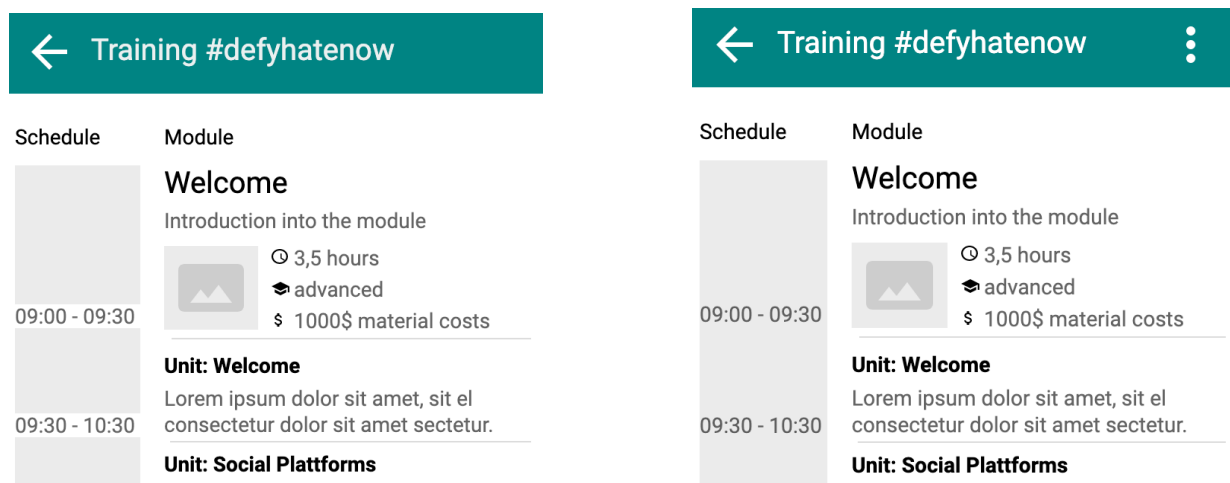 Training #defyhatenow
Schedule Module
Welcome
Introduction into the module
3,5 hours
advanced
09:00 - 09:30
$ 1000$ material costs
Unit: Welcome
Lorem ipsum dolor sit amet, sit el
09:30 - 10:30 consectetur dolor sit amet sectetur.
Unit: Social Plattforms
Training #defyhatenow
Schedule Module
Welcome
Introduction into the module
3,5 hours
advanced
09:00 - 09:30
$ 1000$ material costs
Unit: Welcome
Lorem ipsum dolor sit amet, sit el
09:30 - 10:30 consectetur dolor sit amet sectetur.
Unit: Social Plattforms